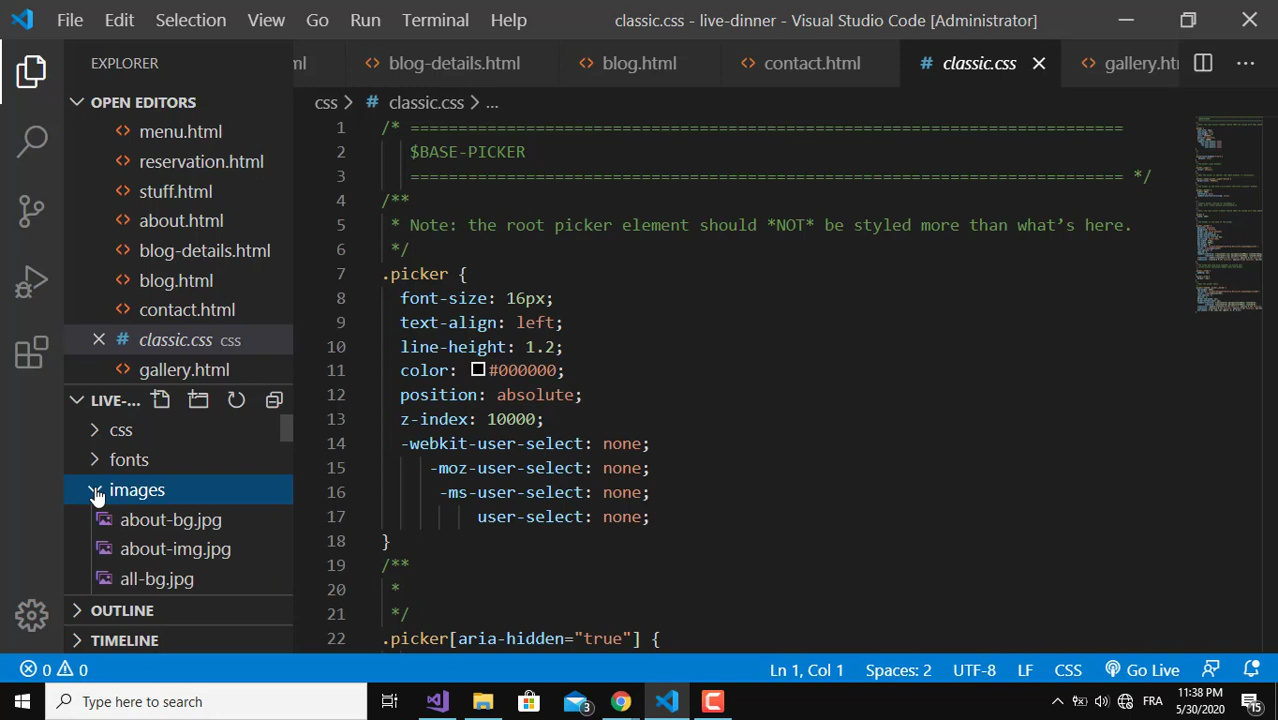 File Edit Selection View Go Run Terminal Help classic.css - live-dinner - Visual Studio Code [Administrator]
EXPLORER
OPEN EDITORS
menu.html
reservation.html
stuff.html
about.html
blog-details.html
blog.html
contact.html
classic.css css
gallery.html
LIVE-...
css
fonts
images
about-bg.jpg
about-img.jpg
all-bg.jpg
OUTLINE
TIMELINE
ml blog-details.html blog.html contact.html classic.css gallery.ht
css > # classic.css > ...
1 /* ==========================================================================
2 $BASE-PICKER
3 ========================================================================== */
4 /**
5 * Note: the root picker element should *NOT* be styled more than what’s here.
6 */
7 .picker {
8 font-size: 16px;
9 text-align: left;
10 line-height: 1.2;
11 color: #000000;
12 position: absolute;
13 z-index: 10000;
14 -webkit-user-select: none;
15 -moz-user-select: none;
16 -ms-user-select: none;
17 user-select: none;
18 }
19 /**
20 *
21 */
22 .picker[aria-hidden="true"] {
0 0 Ln 1, Col 1 Spaces: 2 UTF-8 LF CSS Go Live
Type here to search 3 FRA 11:38 PM
5/30/2020 15